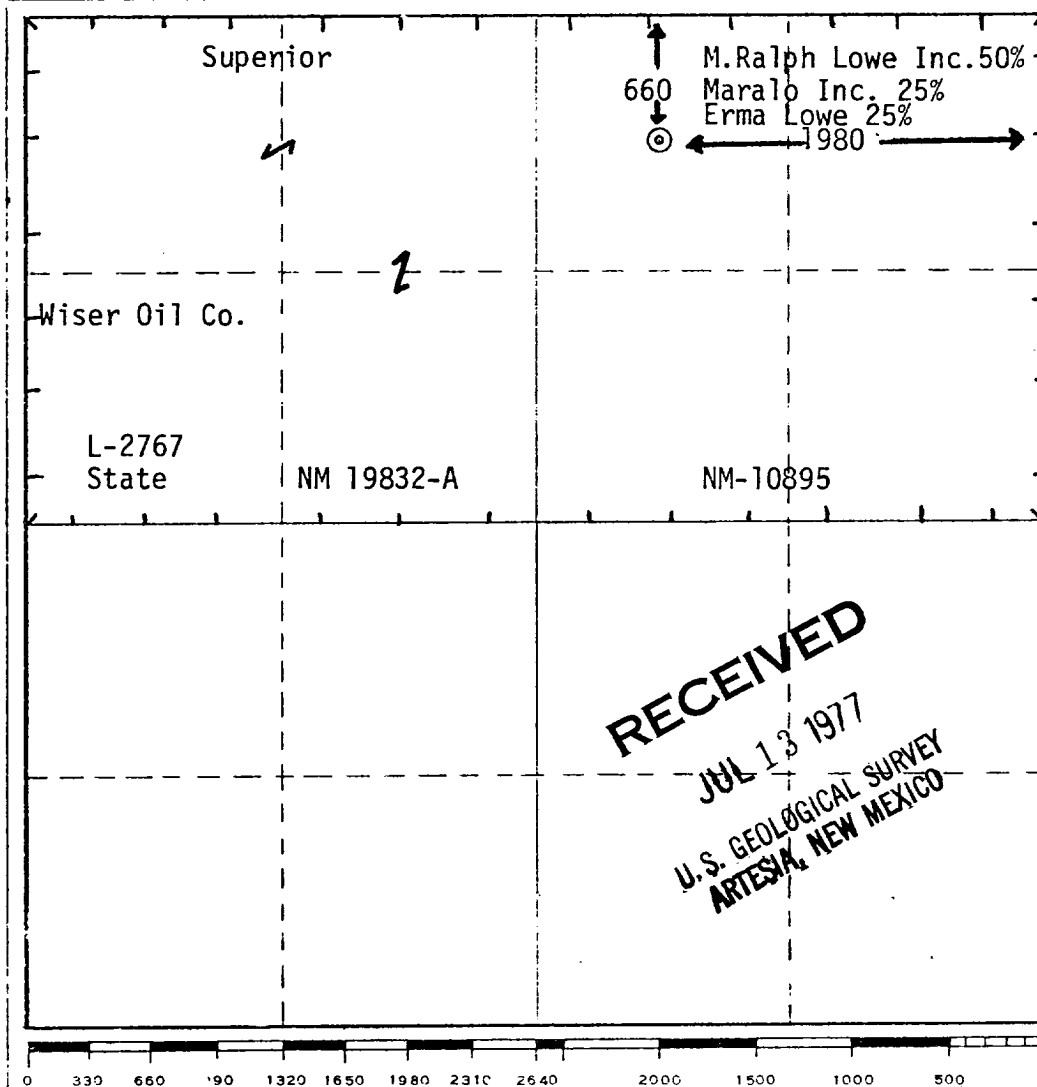 Superior
M.Ralph Lowe Inc.50%
660 Maralo Inc. 25%
Erma Lowe 25%
1980
Wiser Oil Co.
L-2767
State NM 19832-A NM-10895
RECEIVED
JUL 13 1977
U.S. GEOLOGICAL SURVEY
ARTESIA, NEW MEXICO
0 330 660 '90 1320 1650 1980 2310 2640 2000 1500 1000 500